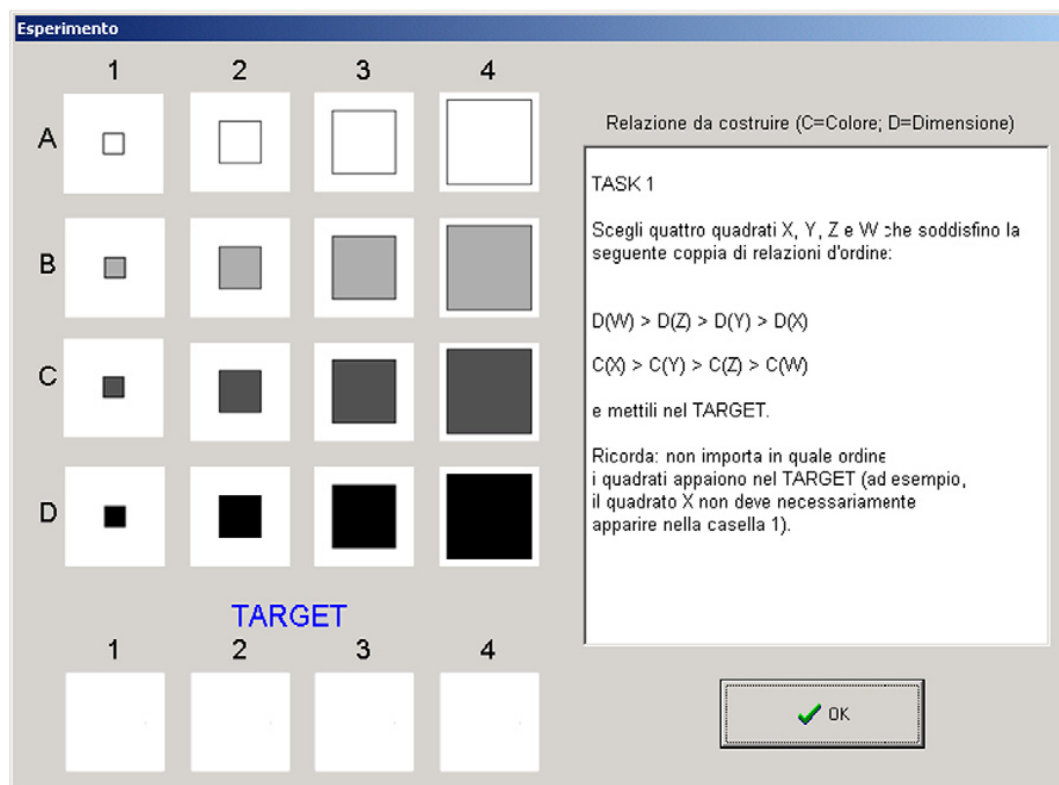 Esperimento
1 2 3 4
A
B
C
D
TARGET
1 2 3 4
Relazione da costruire (C=Colore; D=Dimensione)
TASK 1
Scegli quattro quadrati X, Y, Z e W che soddisfino la
seguente coppia di relazioni d'ordine:
D(W) > D(Z) > D(Y) > D(X)
C(X) > C(Y) > C(Z) > C(W)
e mettili nel TARGET.
Ricorda: non importa in quale ordine
i quadrati appaiono nel TARGET (ad esempio,
il quadrato X non deve necessariamente
apparire nella casella 1).
OK